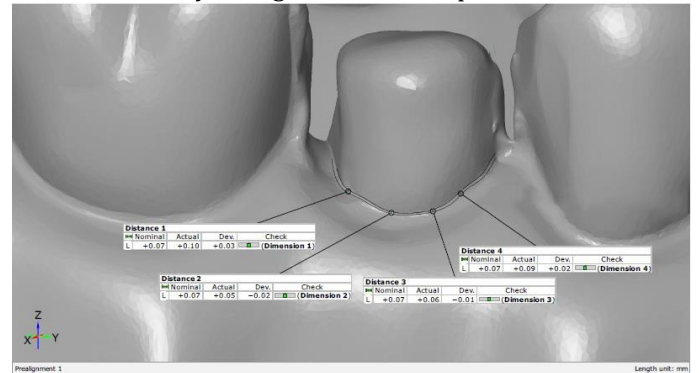 Distance 1
Nominal Actual Dev. Check
L +0.07 +0.10 +0.03 (Dimension 1)
Distance 2
Nominal Actual Dev. Check
L +0.07 +0.05 −0.02 (Dimension 2)
Distance 3
Nominal Actual Dev. Check
L +0.07 +0.06 −0.01 (Dimension 3)
Distance 4
Nominal Actual Dev. Check
L +0.07 +0.09 +0.02 (Dimension 4)
Z
X Y
Prealignment 1
Length unit: mm